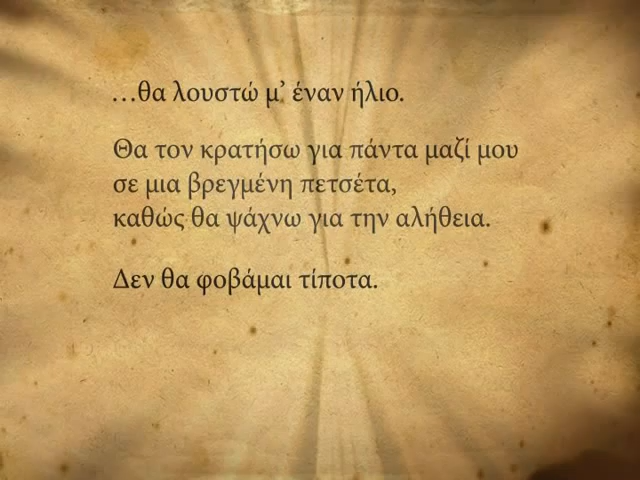 …θα λουστώ μ’ έναν ήλιο.
Θα τον κρατήσω για πάντα μαζί μου
σε μια βρεγμένη πετσέτα,
καθώς θα ψάχνω για την αλήθεια.
Δεν θα φοβάμαι τίποτα.